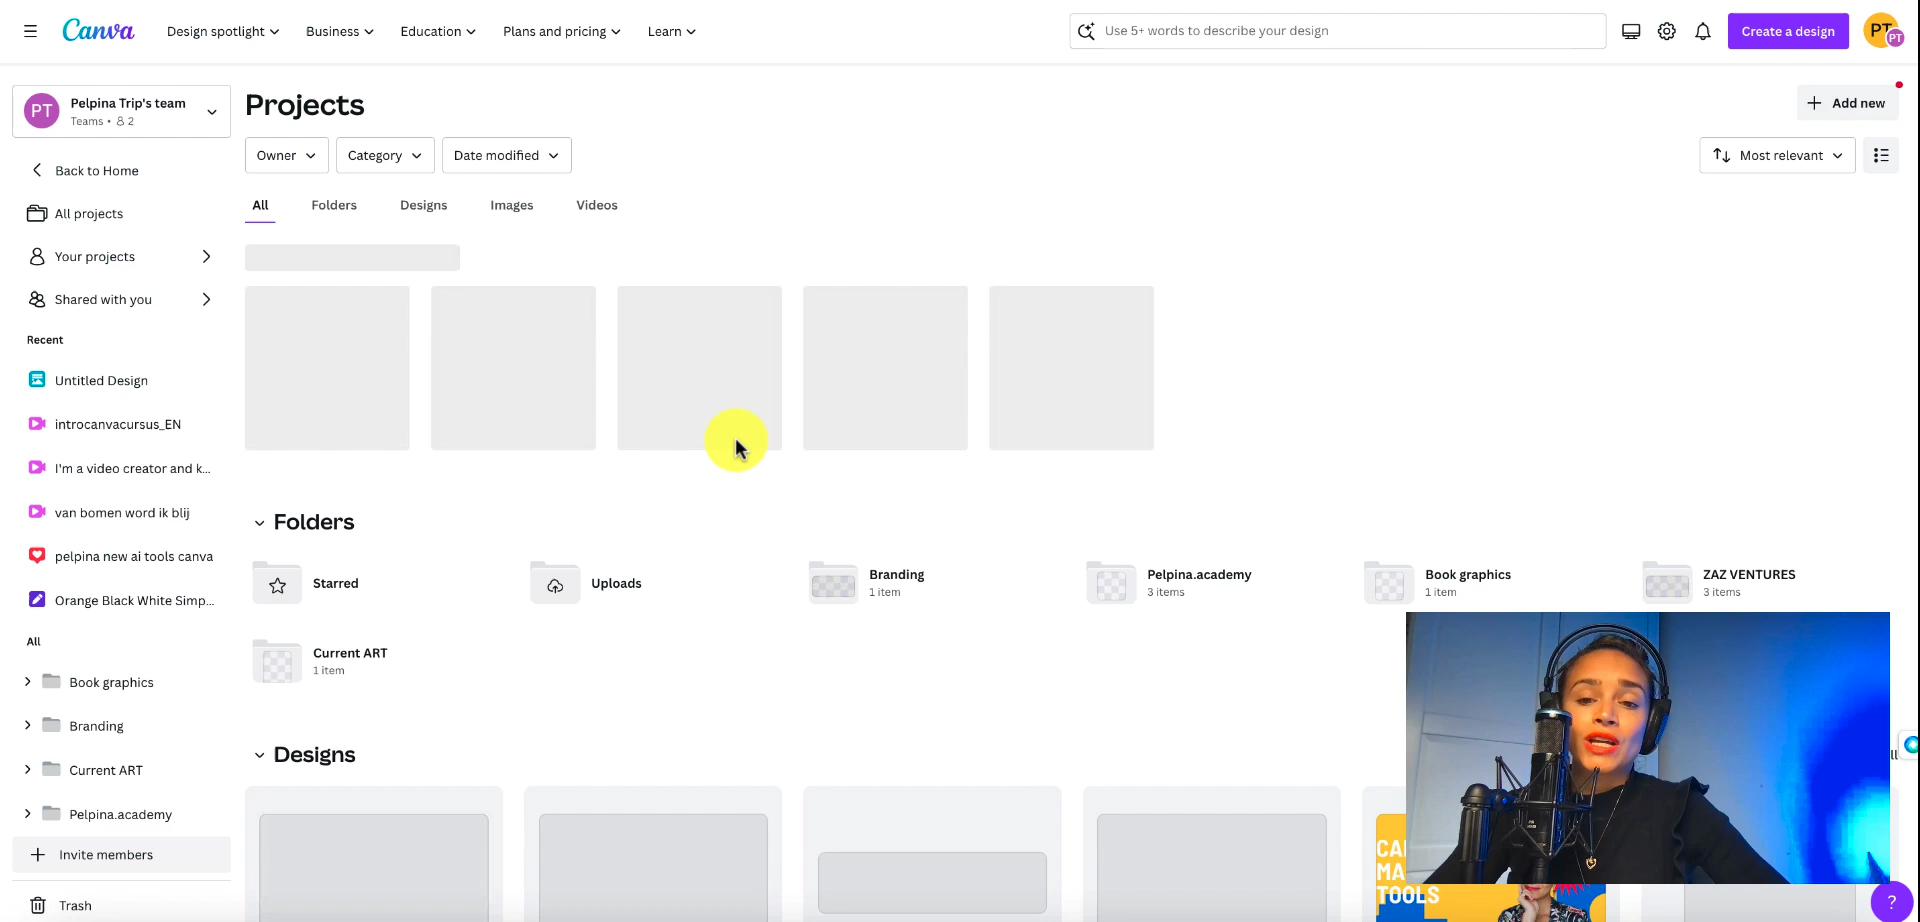 Canva
Design spotlight
Business
Education
Plans and pricing
Learn
Use 5+ words to describe your design
Create a design
PT
PT
PT
Pelpina Trip's team
Teams • 2
Projects
Add new
Owner
Category
Date modified
Most relevant
Back to Home
All projects
Your projects
Shared with you
All
Folders
Designs
Images
Videos
Recent
Untitled Design
introcanvacursus_EN
I'm a video creator and k...
van bomen word ik blij
pelpina new ai tools canva
Orange Black White Simp...
All
Book graphics
Branding
Current ART
Pelpina.academy
Invite members
Trash
Folders
Starred
Uploads
Branding
1 item
Pelpina.academy
3 items
Book graphics
1 item
ZAZ VENTURES
3 items
Current ART
1 item
Designs
CA
MA
TOOLS
?